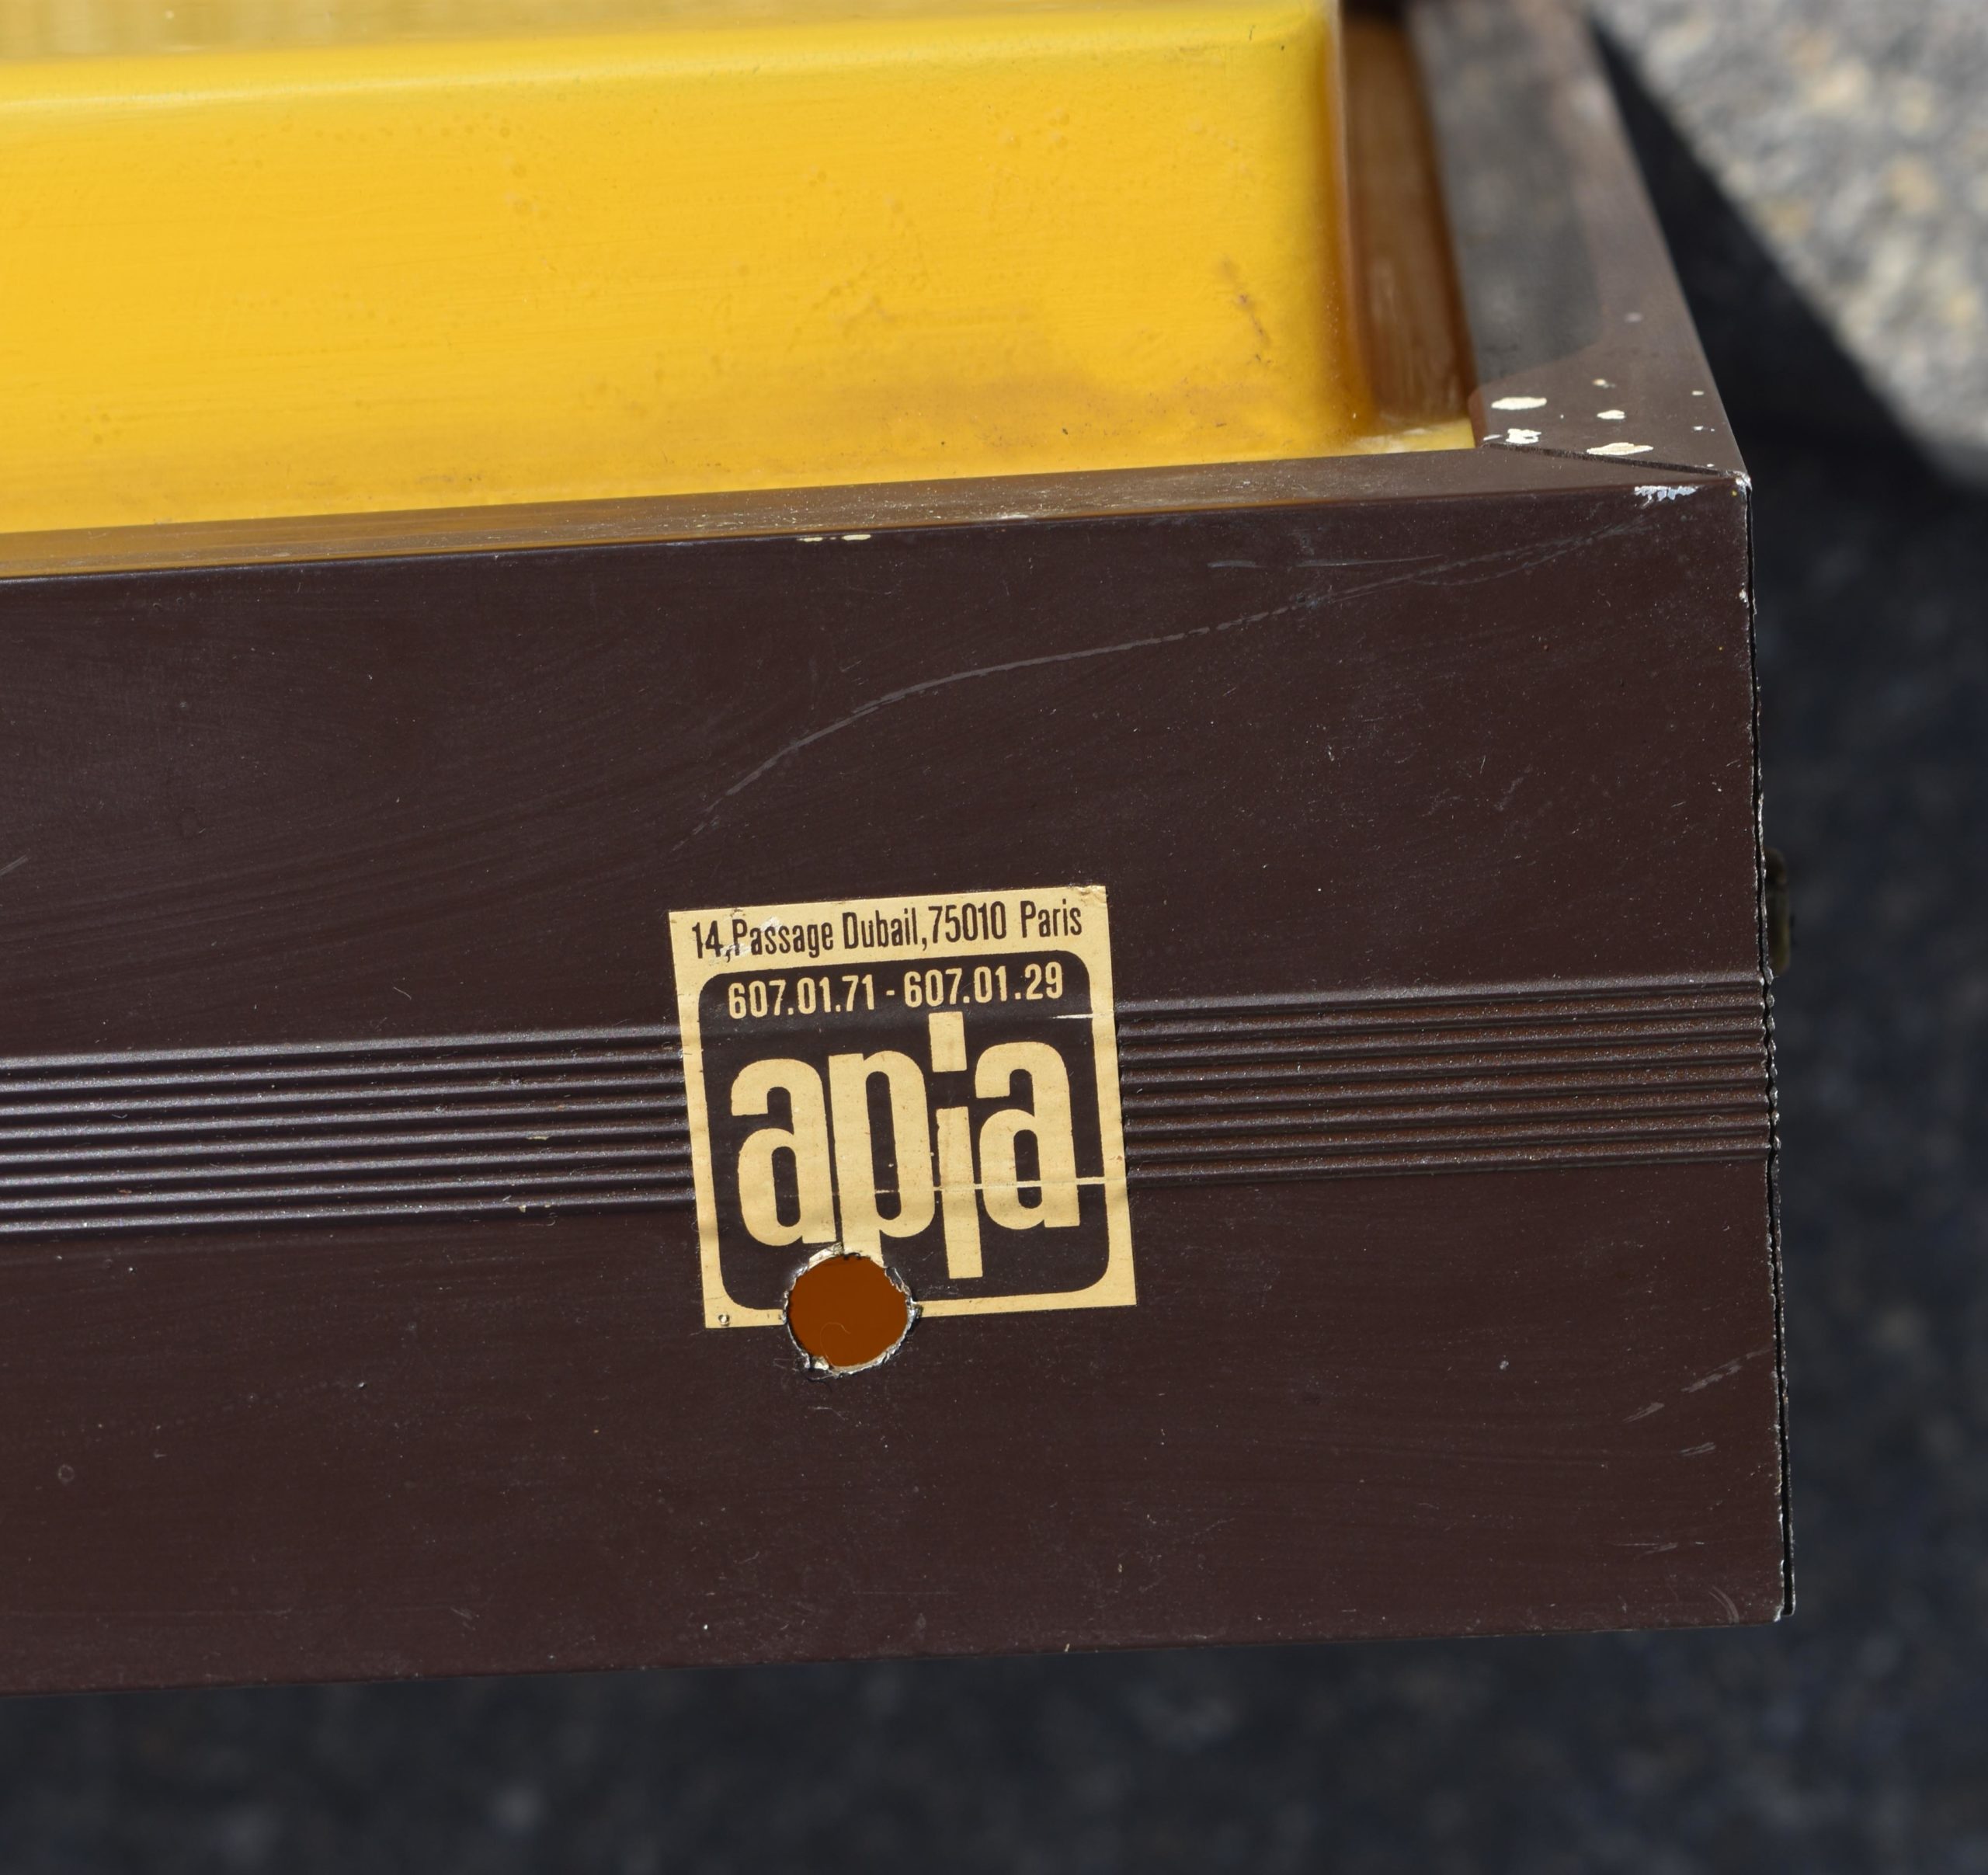 14,Passage Dubail,75010 Paris
607.01.71 - 607.01.29
apia